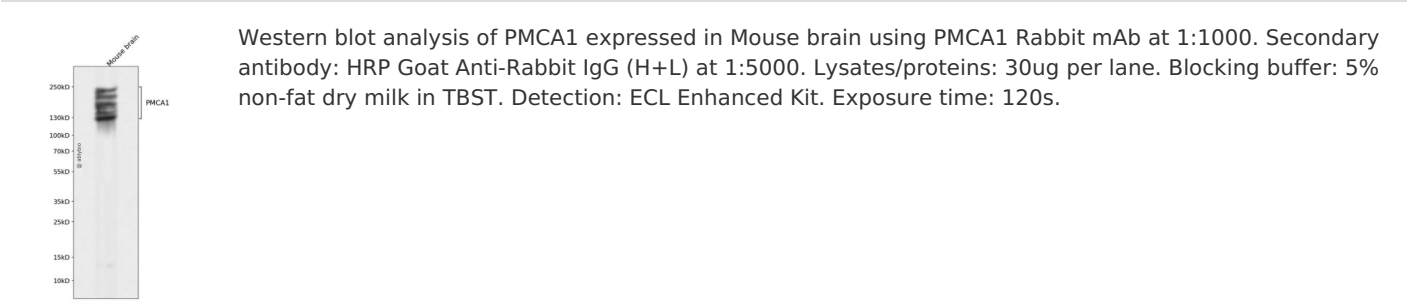 Mouse brain
Western blot analysis of PMCA1 expressed in Mouse brain using PMCA1 Rabbit mAb at 1:1000. Secondary
antibody: HRP Goat Anti-Rabbit IgG (H+L) at 1:5000. Lysates/proteins: 30ug per lane. Blocking buffer: 5%
non-fat dry milk in TBST. Detection: ECL Enhanced Kit. Exposure time: 120s.
250kD
PMCA1
130kD
100kD
70kD
55kD
35kD
25kD
15kD
10kD